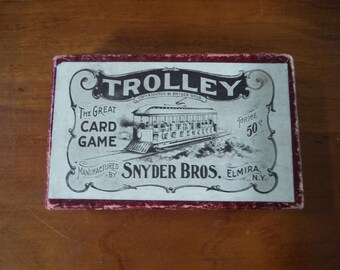 TROLLEY
THE GREAT
CARD
GAME
PRICE
50¢
MANUFACTURED
BY
SNYDER BROS.
ELMIRA,
N.Y.